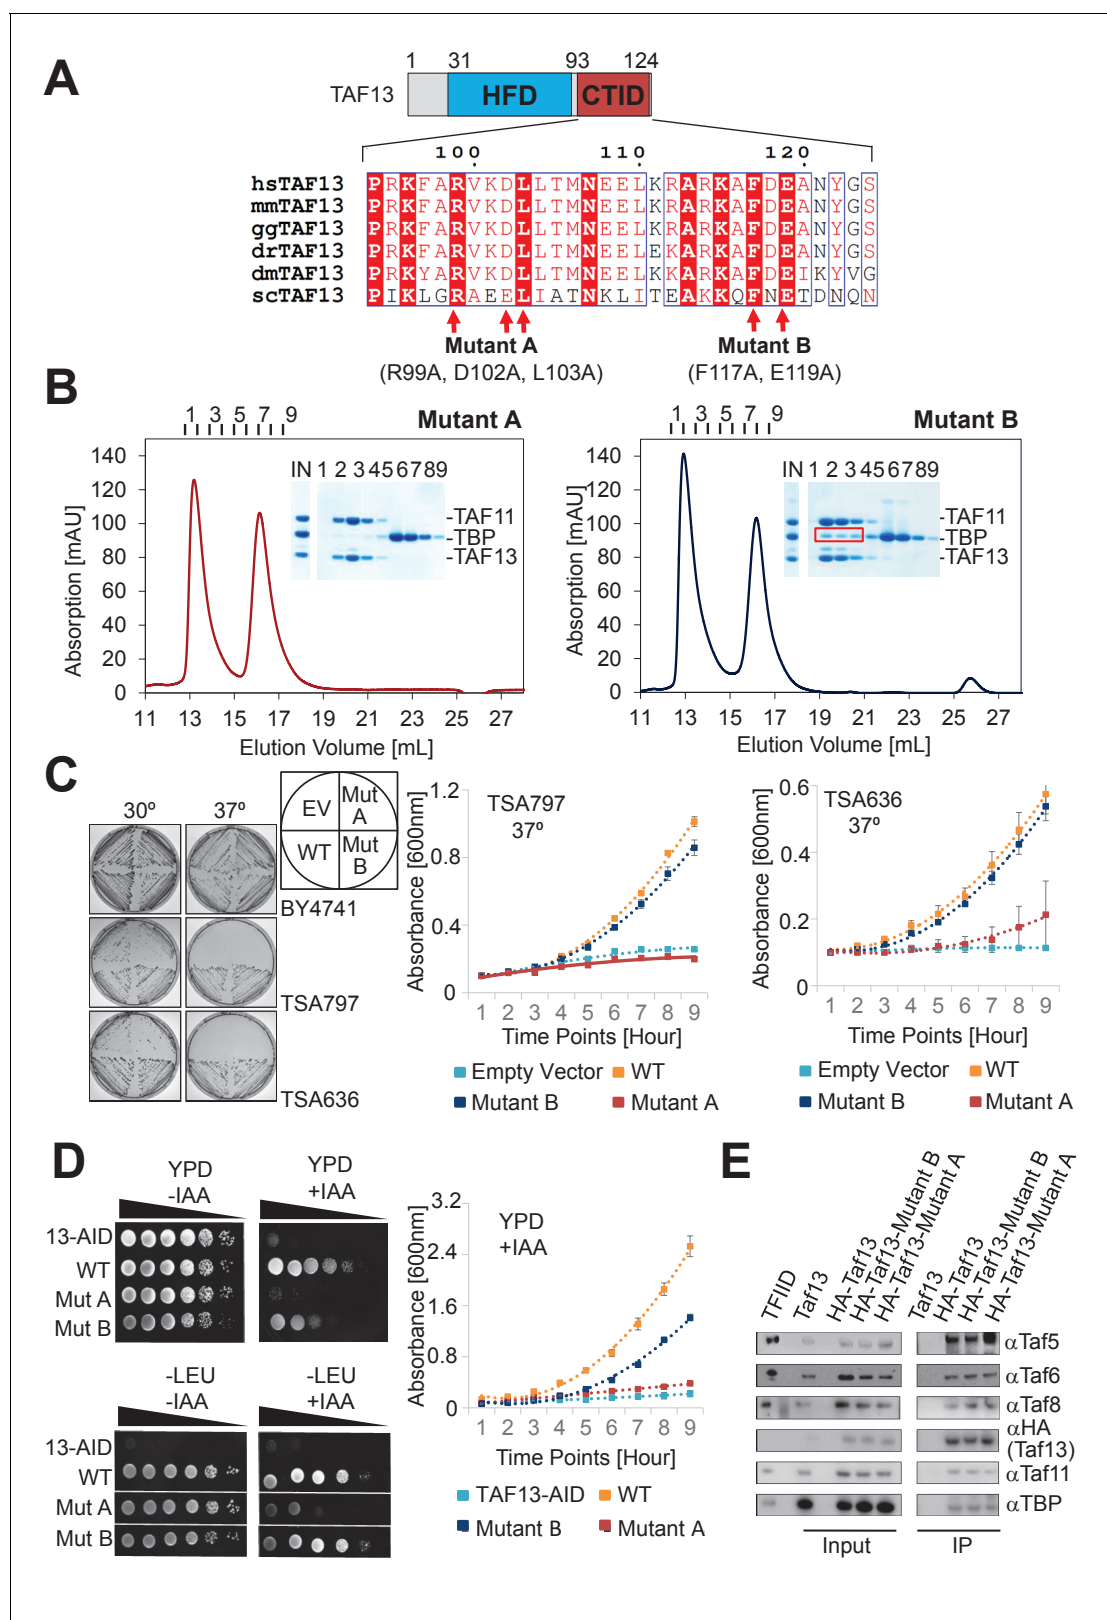 A
1 31 93 124
TAF13 HFD CTID
100 110 120
hsTAF13 PRKFARVKDLLTMNEELKRARKAFDEANYGS
mmTAF13 PRKFARVKDLLTMNEELKRARKAFDEANYGS
ggTAF13 PRKFARVKDLLTMNEELKRARKAFDEANYGS
drTAF13 PRKFARVKDLLTMNEELEKARKAFDEANYGS
dmTAF13 PRKYARVKDLLTMNEELKKARKAFDEIKYVG
scTAF13 PIKLGRAEELIATNKLITEAKKQFNETDNQN
Mutant A Mutant B
(R99A, D102A, L103A) (F117A, E119A)
B
1 3 5 7 9 Mutant A
140
120
100
80
60
40
20
0
Absorption [mAU]
IN 1 2 3 4 5 6 7 8 9
-TAF11
-TBP
-TAF13
11 13 15 17 19 21 23 25 27
Elution Volume [mL]
1 3 5 7 9 Mutant B
140
120
100
80
60
40
20
0
Absorption [mAU]
IN 1 2 3 4 5 6 7 8 9
-TAF11
-TBP
-TAF13
11 13 15 17 19 21 23 25 27
Elution Volume [mL]
C
30º 37º
EV Mut A
WT Mut B
BY4741
TSA797
TSA636
TSA797
37º
1.2
0.8
0.4
0
Absorbance [600nm]
1 2 3 4 5 6 7 8 9
Time Points [Hour]
Empty Vector WT
Mutant B Mutant A
TSA636
37º
0.6
0.4
0.2
0
Absorbance [600nm]
1 2 3 4 5 6 7 8 9
Time Points [Hour]
Empty Vector WT
Mutant B Mutant A
D
YPD
-IAA
YPD
+IAA
13-AID
WT
Mut A
Mut B
-LEU
-IAA
-LEU
+IAA
13-AID
WT
Mut A
Mut B
YPD
+IAA
3.2
2.4
1.6
0.8
0
Absorbance [600nm]
1 2 3 4 5 6 7 8 9
Time Points [Hour]
TAF13-AID WT
Mutant B Mutant A
E
TFIID
Taf13
HA-Taf13
HA-Taf13-Mutant B
HA-Taf13-Mutant A
Taf13
HA-Taf13
HA-Taf13-Mutant B
HA-Taf13-Mutant A
αTaf5
αTaf6
αTaf8
αHA
(Taf13)
αTaf11
αTBP
Input IP